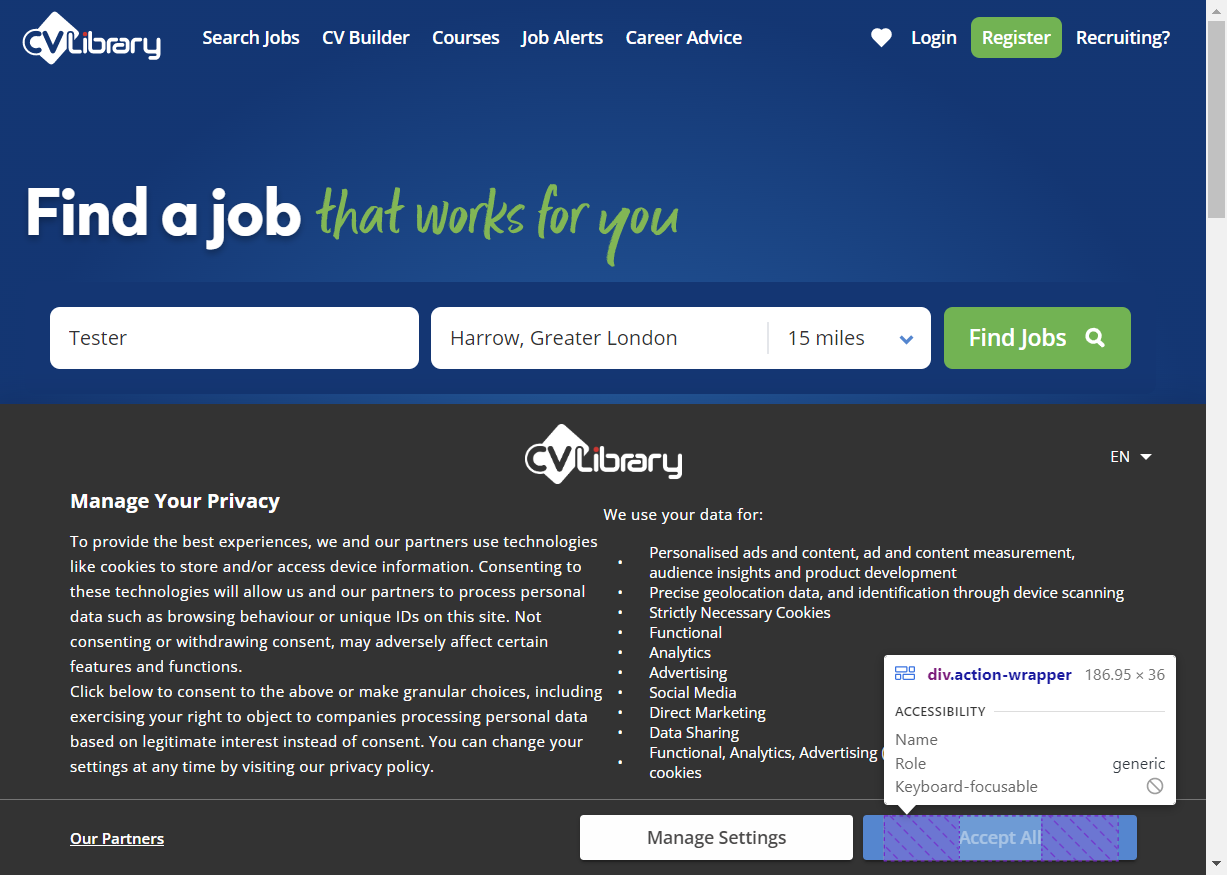 CVLibrary
Search Jobs CV Builder Courses Job Alerts Career Advice Login Register Recruiting?
Find a job that works for you
Tester Harrow, Greater London 15 miles Find Jobs
CVLibrary
EN
Manage Your Privacy
To provide the best experiences, we and our partners use technologies
like cookies to store and/or access device information. Consenting to
these technologies will allow us and our partners to process personal
data such as browsing behaviour or unique IDs on this site. Not
consenting or withdrawing consent, may adversely affect certain
features and functions.
Click below to consent to the above or make granular choices, including
exercising your right to object to companies processing personal data
based on legitimate interest instead of consent. You can change your
settings at any time by visiting our privacy policy.
We use your data for:
• Personalised ads and content, ad and content measurement,
audience insights and product development
• Precise geolocation data, and identification through device scanning
• Strictly Necessary Cookies
• Functional
• Analytics
• Advertising
• Social Media
• Direct Marketing
• Data Sharing
• Functional, Analytics, Advertising (
cookies
div.action-wrapper 186.95 × 36
ACCESSIBILITY
Name
Role generic
Keyboard-focusable
Our Partners Manage Settings Accept All